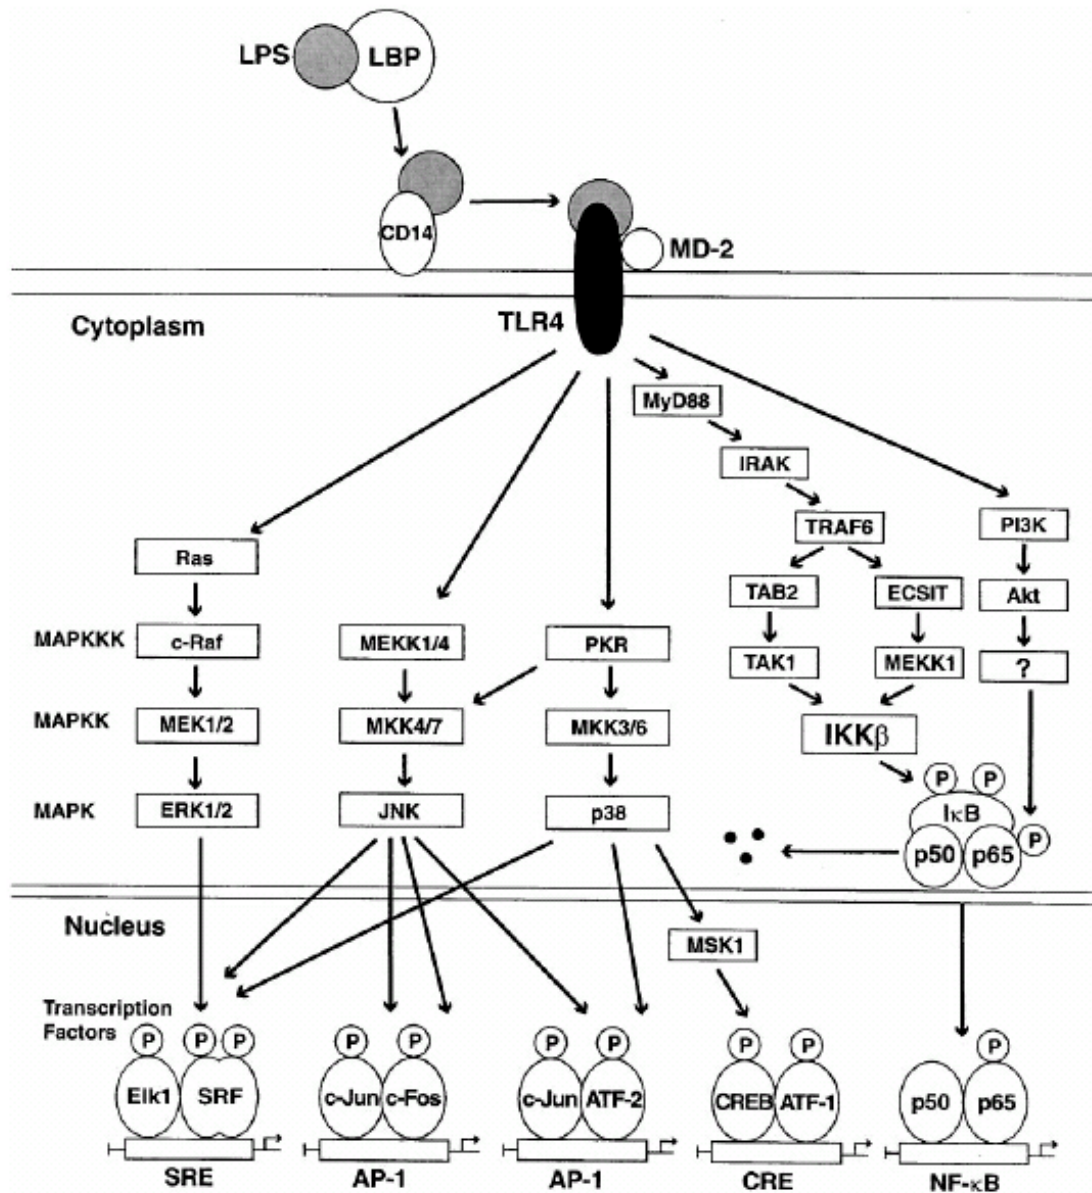 LPS
LBP
CD14
MD-2
Cytoplasm
TLR4
MyD88
IRAK
TRAF6
PI3K
Ras
TAB2
ECSIT
Akt
MAPKKK
c-Raf
MEKK1/4
PKR
TAK1
MEKK1
?
MAPKK
MEK1/2
MKK4/7
MKK3/6
IKKβ
P
P
MAPK
ERK1/2
JNK
p38
IκB
P
p50
p65
Nucleus
MSK1
Transcription
Factors
P
P
P
P
P
P
P
P
P
P
Elk1
SRF
c-Jun
c-Fos
c-Jun
ATF-2
CREB
ATF-1
p50
p65
SRE
AP-1
AP-1
CRE
NF-κB